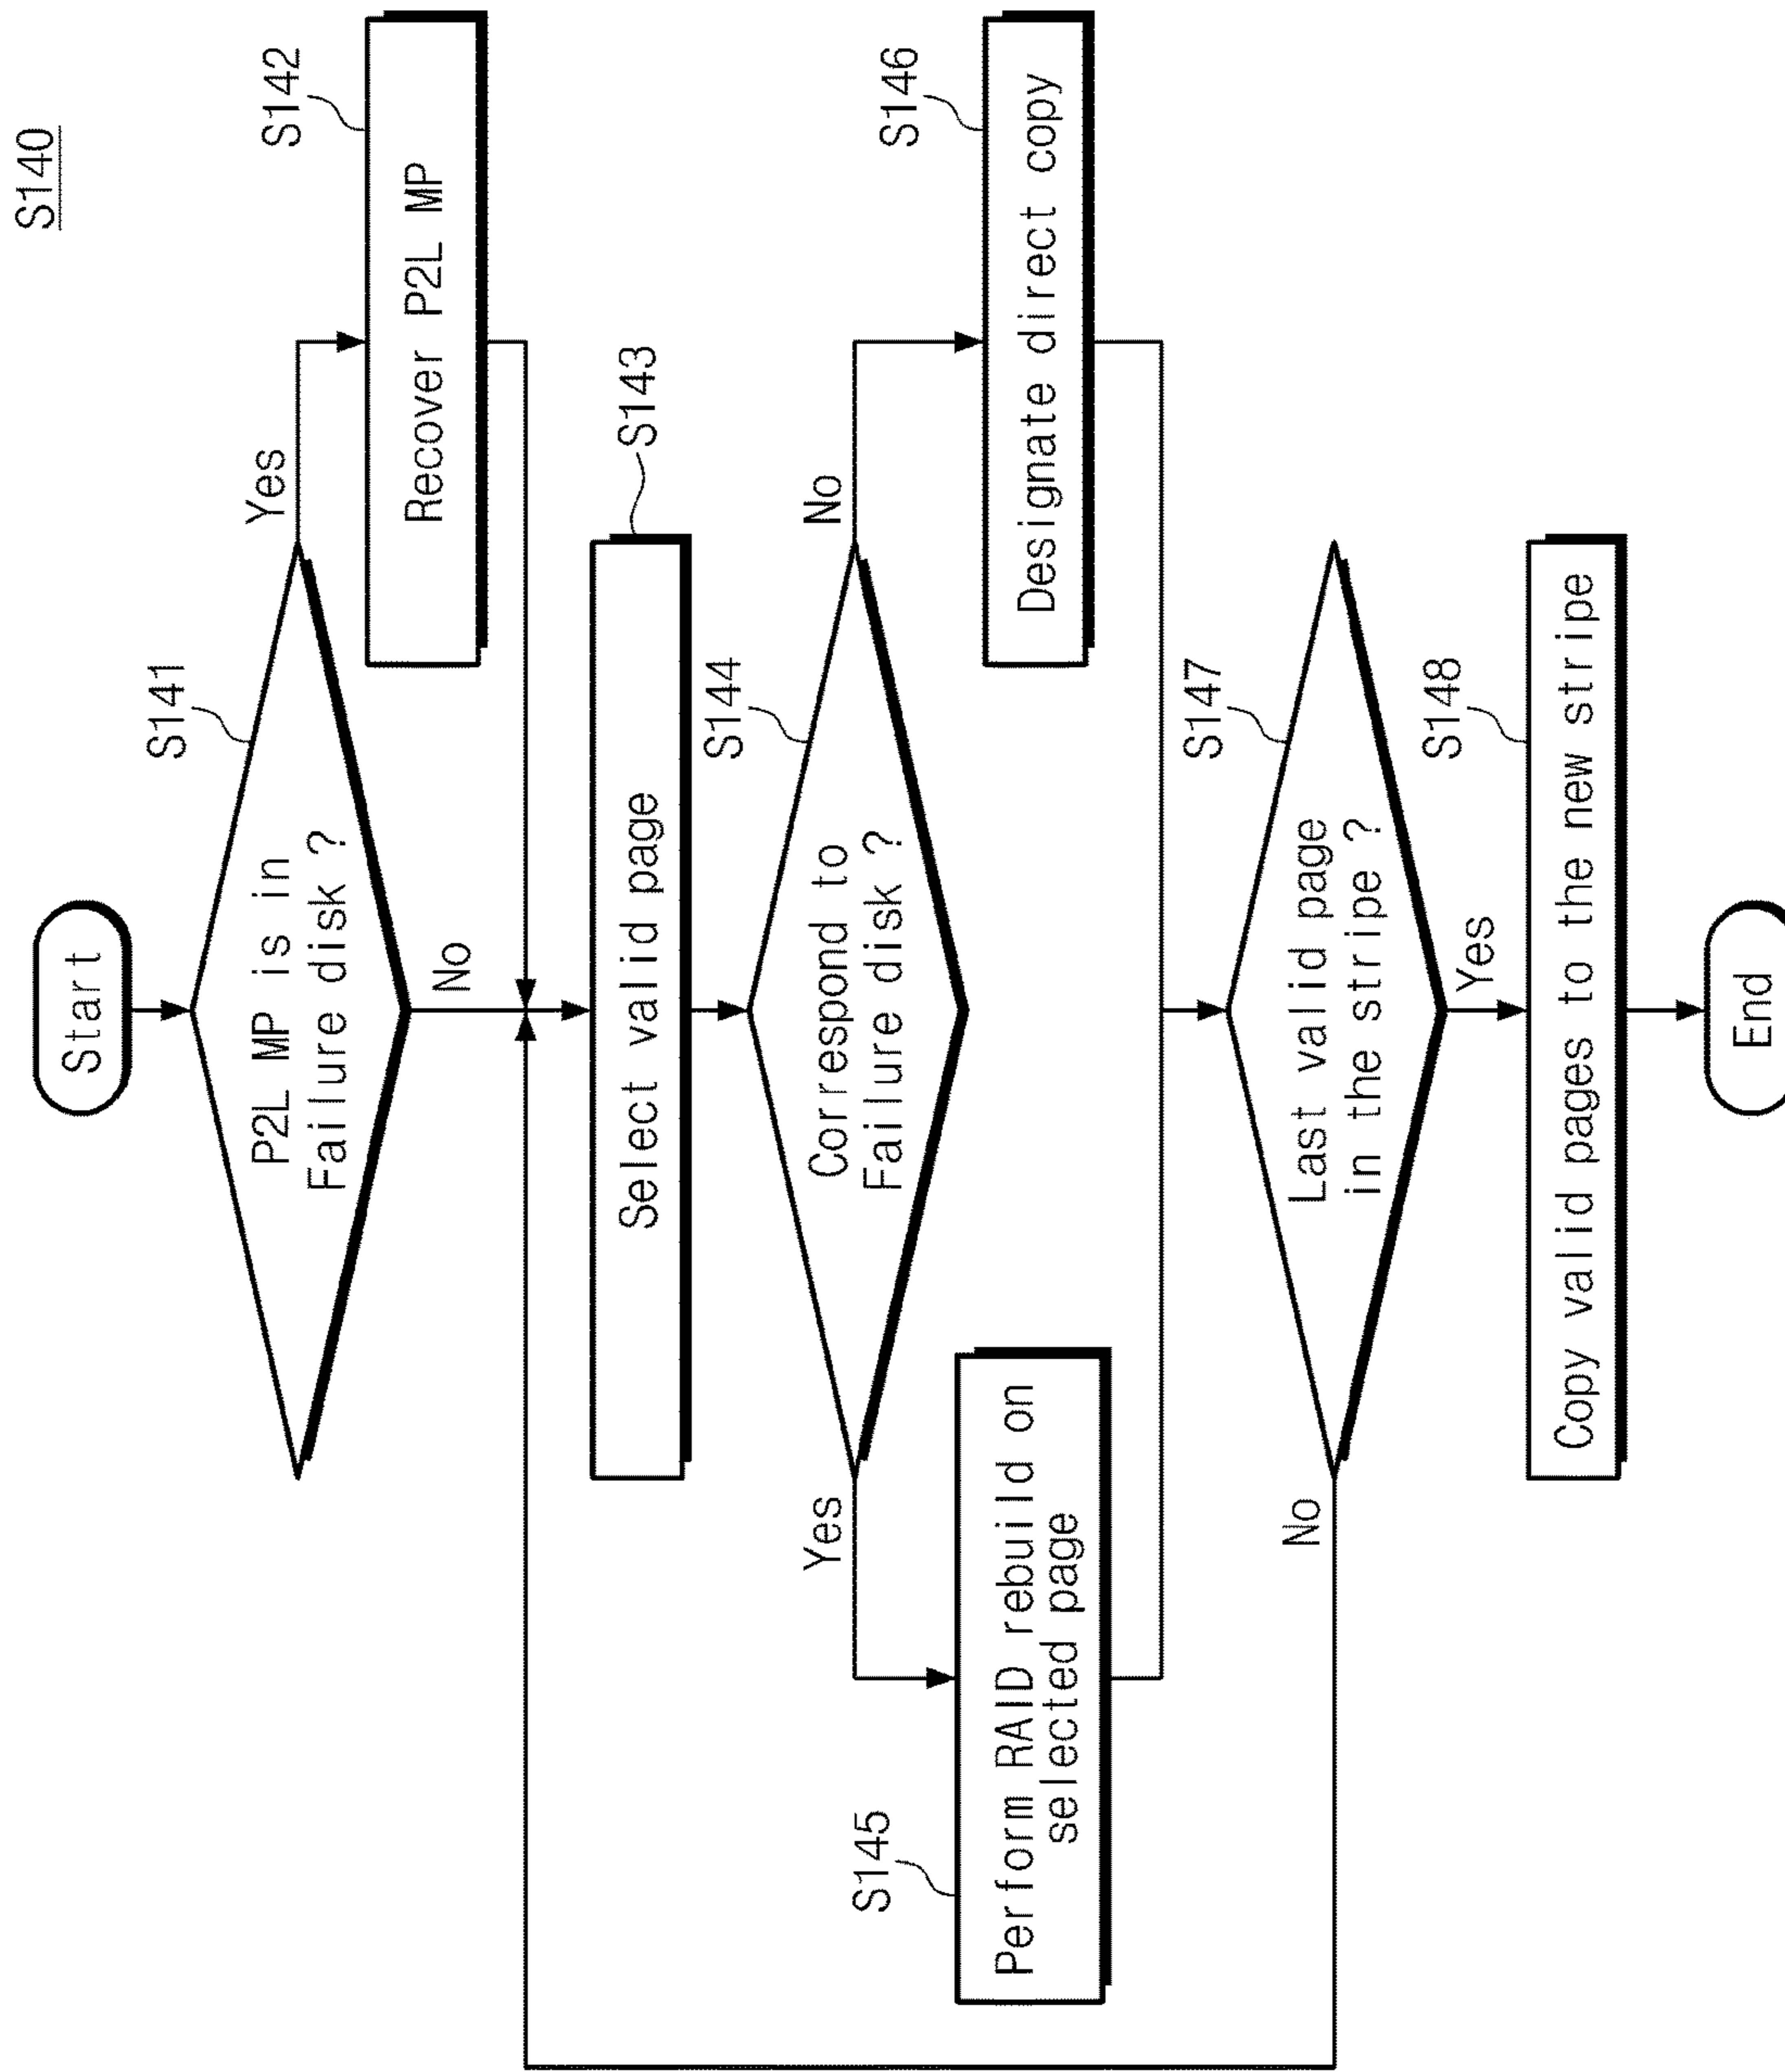 S140
Start
S141
P2L MP is in
Failure disk ?
Yes
S142
Recover P2L MP
No
S143
Select valid page
S144
Correspond to
Failure disk ?
Yes
No
S145
Perform RAID rebuild on
selected page
S146
Designate direct copy
S147
Last valid page
in the stripe ?
No
Yes
S148
Copy valid pages to the new stripe
End